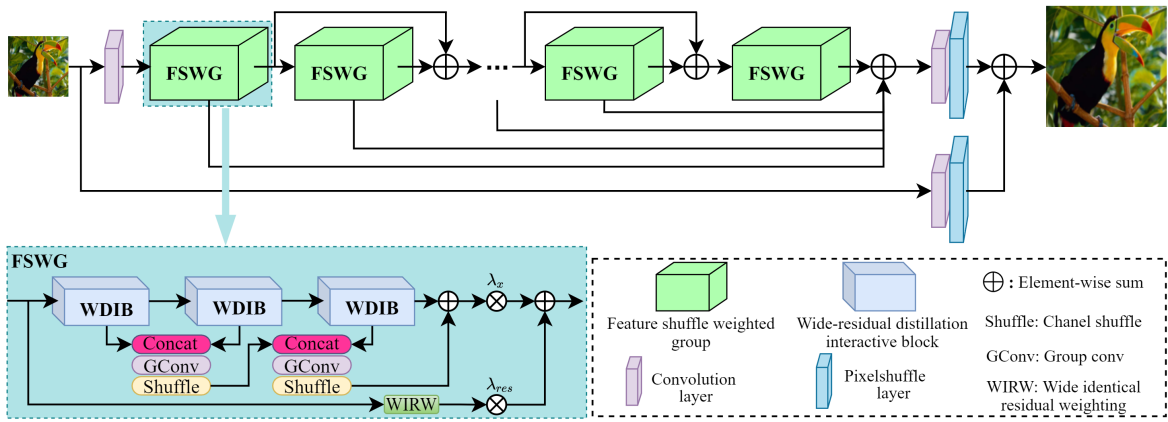 FSWG
FSWG
...
FSWG
FSWG
FSWG
WDIB
WDIB
WDIB
λx
Concat
Concat
GConv
GConv
Shuffle
Shuffle
λres
WIRW
Feature shuffle weighted
group
Wide-residual distillation
interactive block
: Element-wise sum
Shuffle: Chanel shuffle
GConv: Group conv
Convolution
layer
Pixelshuffle
layer
WIRW: Wide identical
residual weighting